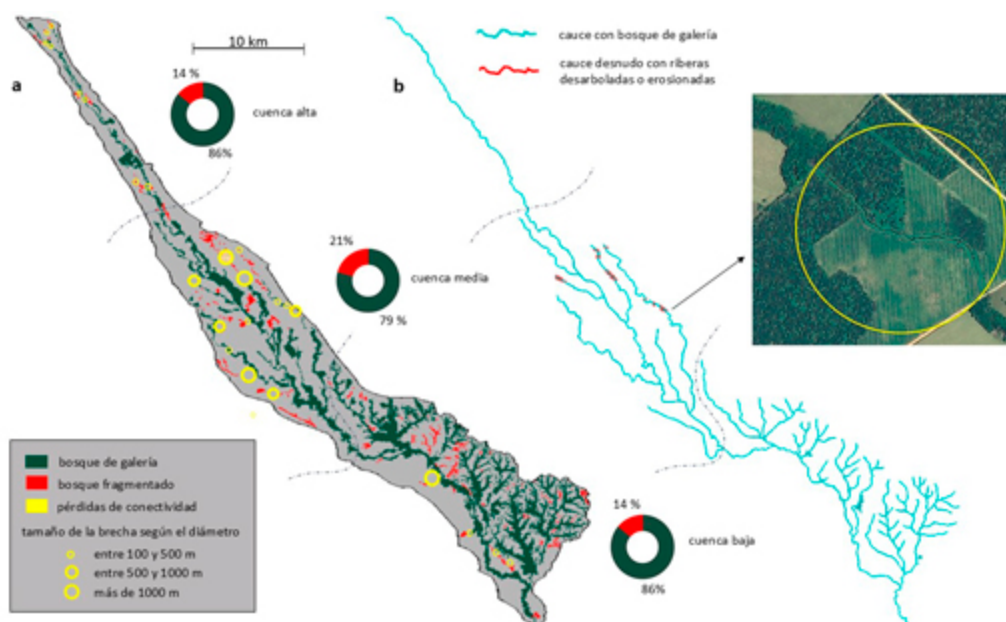 10 km
cauce con bosque de galería
cauce desnudo con riberas
desarboladas o erosionadas
a
b
14 %
cuenca alta
86%
21%
cuenca media
79 %
bosque de galería
bosque fragmentado
pérdidas de conectividad
tamaño de la brecha según el diámetro
entre 100 y 500 m
entre 500 y 1000 m
más de 1000 m
14 %
cuenca baja
86%